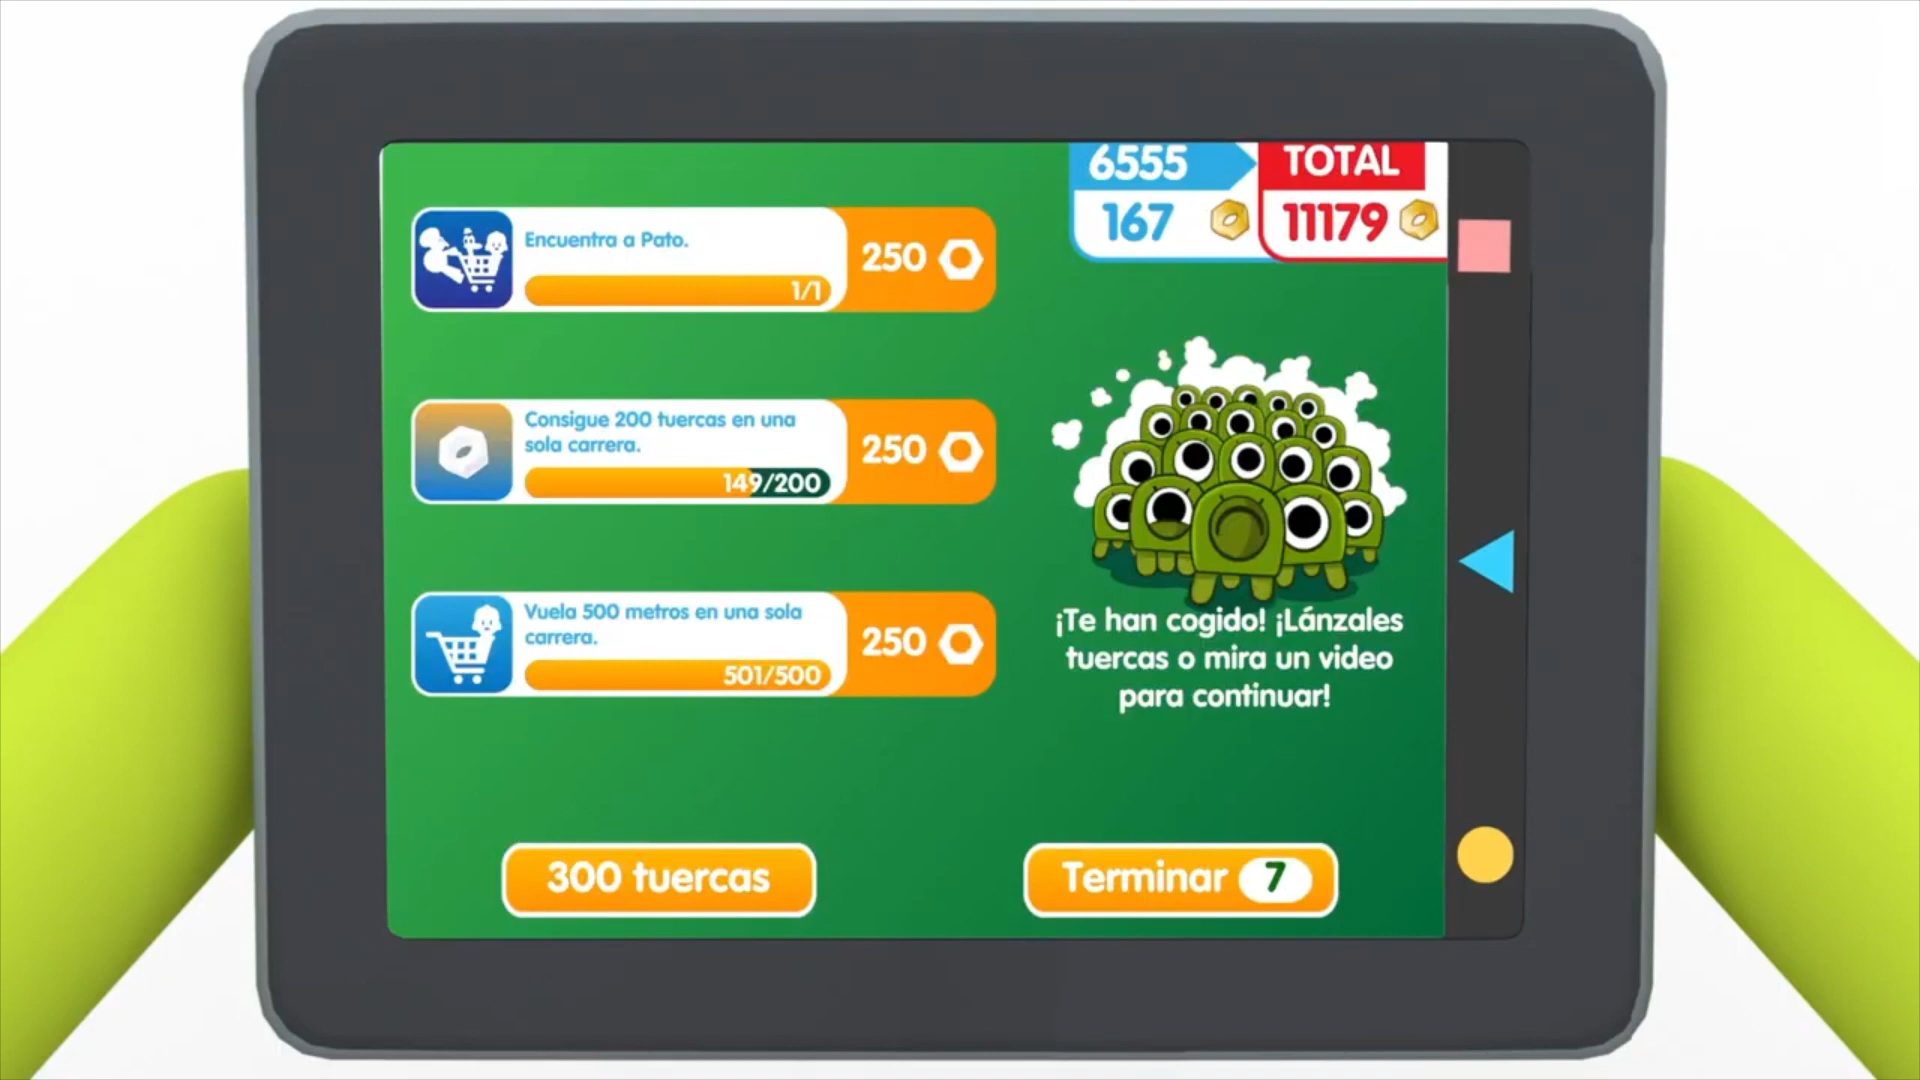 6555
TOTAL
167
11179
Encuentra a Pato.
1/1
250
Consigue 200 tuercas en una
sola carrera.
149/200
250
Vuela 500 metros en una sola
carrera.
501/500
250
¡Te han cogido! ¡Lánzales
tuercas o mira un video
para continuar!
300 tuercas
Terminar 7